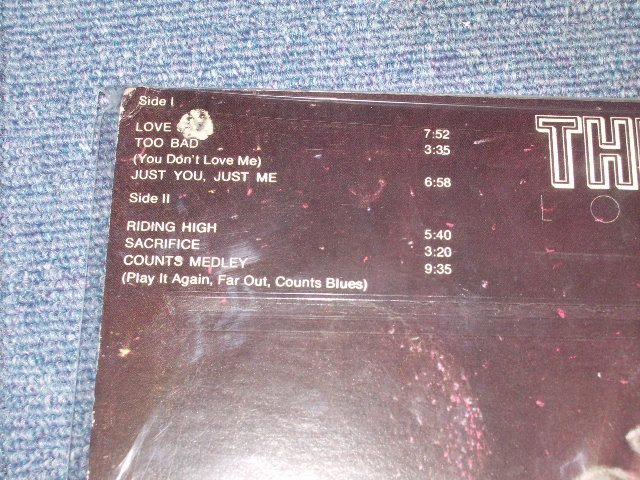 Side I
LOVE
7:52
TOO BAD
3:35
(You Don't Love Me)
JUST YOU, JUST ME
6:58
Side II
RIDING HIGH
5:40
SACRIFICE
3:20
COUNTS MEDLEY
9:35
(Play It Again, Far Out, Counts Blues)
TH
LO